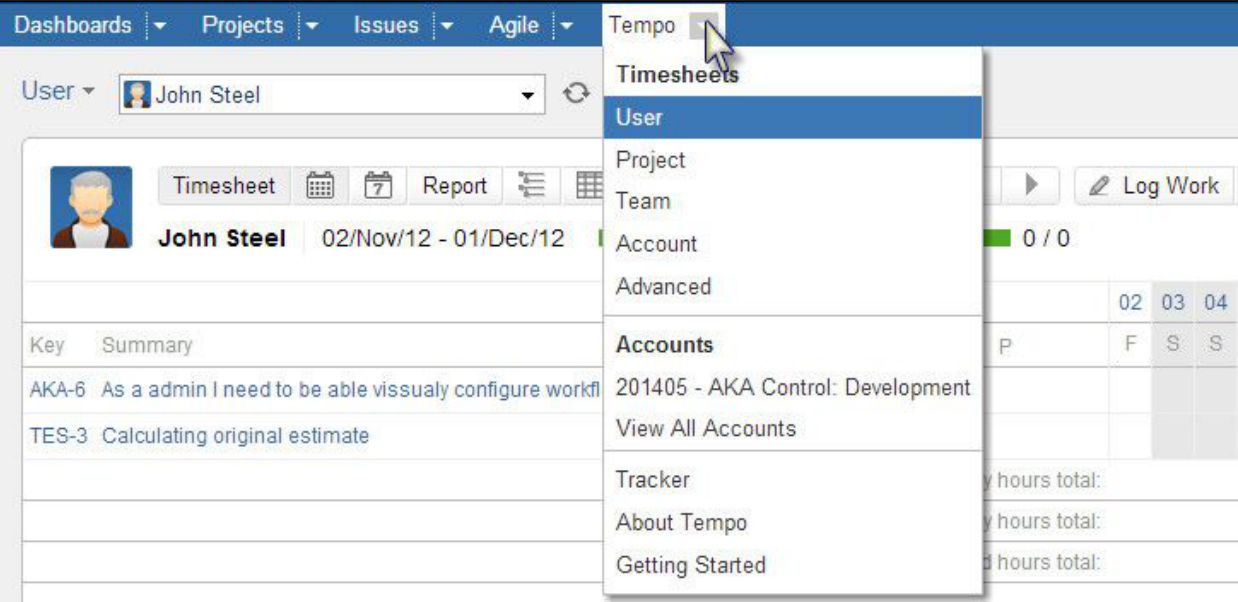 Dashboards Projects Issues Agile Tempo
Timesheets
User John Steel
User
Project
Timesheet 7 Report Log Work
Team
John Steel 02/Nov/12 - 01/Dec/12 0 / 0
Account
Advanced
02 03 04
Key Summary P F S S
Accounts
AKA-6 As a admin I need to be able vissualy configure workfl
201405 - AKA Control: Development
TES-3 Calculating original estimate
View All Accounts
Tracker
y hours total:
About Tempo
y hours total:
Getting Started
d hours total: